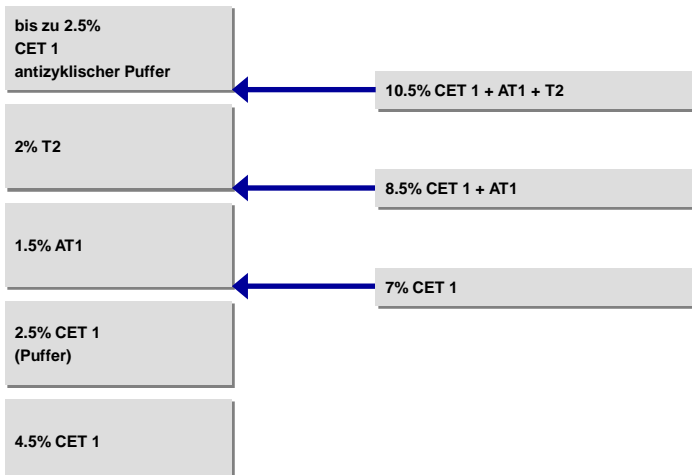 bis zu 2.5%
CET 1
antizyklischer Puffer
10.5% CET 1 + AT1 + T2
2% T2
8.5% CET 1 + AT1
1.5% AT1
7% CET 1
2.5% CET 1
(Puffer)
4.5% CET 1